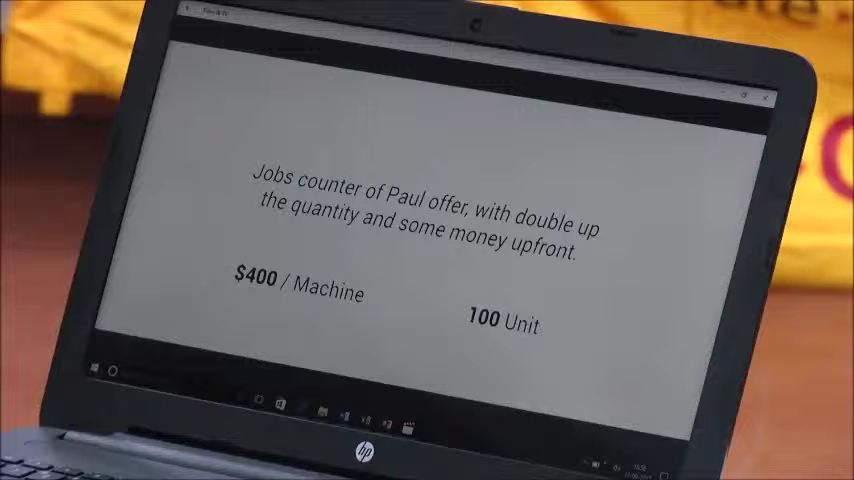 Jobs counter of Paul offer, with double up
the quantity and some money upfront.
$400 / Machine
100 Unit
hp